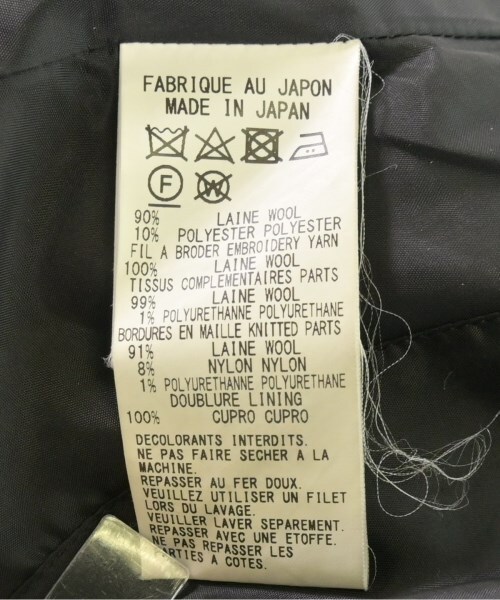 FABRIQUE AU JAPON
MADE IN JAPAN
F W
90% LAINE WOOL
10% POLYESTER POLYESTER
FIL A BRODER EMBROIDERY YARN
100% LAINE WOOL
TISSUS COMPLEMENTAIRES PARTS
99% LAINE WOOL
1% POLYURETHANNE POLYURETHANE
BORDURES EN MAILLE KNITTED PARTS
91% LAINE WOOL
8% NYLON NYLON
1% POLYURETHANNE POLYURETHANE
DOUBLURE LINING
100% CUPRO CUPRO
DECOLORANTS INTERDITS.
NE PAS FAIRE SECHER A LA
MACHINE.
REPASSER AU FER DOUX.
VEUILLEZ UTILISER UN FILET
LORS DU LAVAGE.
VEUILLER LAVER SEPAREMENT.
REPASSER AVEC UNE ETOFFE.
NE PAS REPASSER LES
PARTIES A COTES.